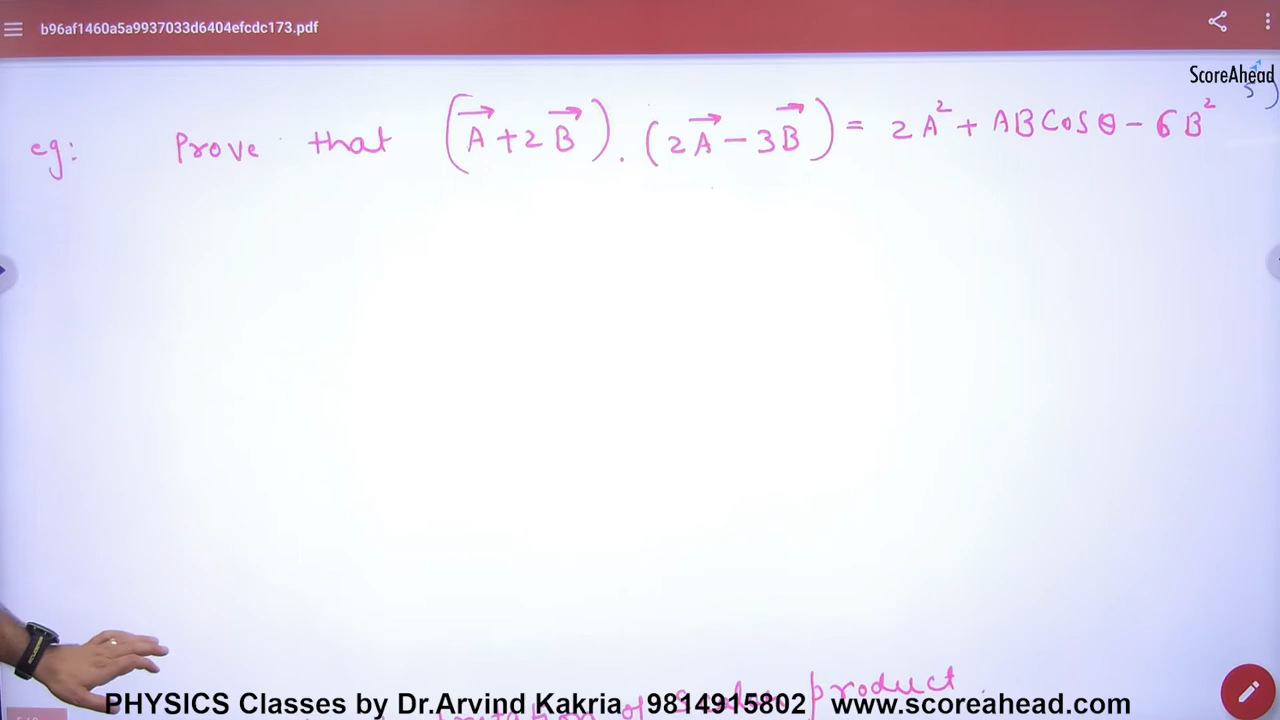 b96af1460a5a9937033d6404efcdc173.pdf
ScoreAhead
eg: Prove that (A⃗ + 2B⃗) . (2A⃗ − 3B⃗) = 2A² + AB Cos θ − 6B²
of product
PHYSICS Classes by Dr.Arvind Kakria 9814915802 www.scoreahead.com